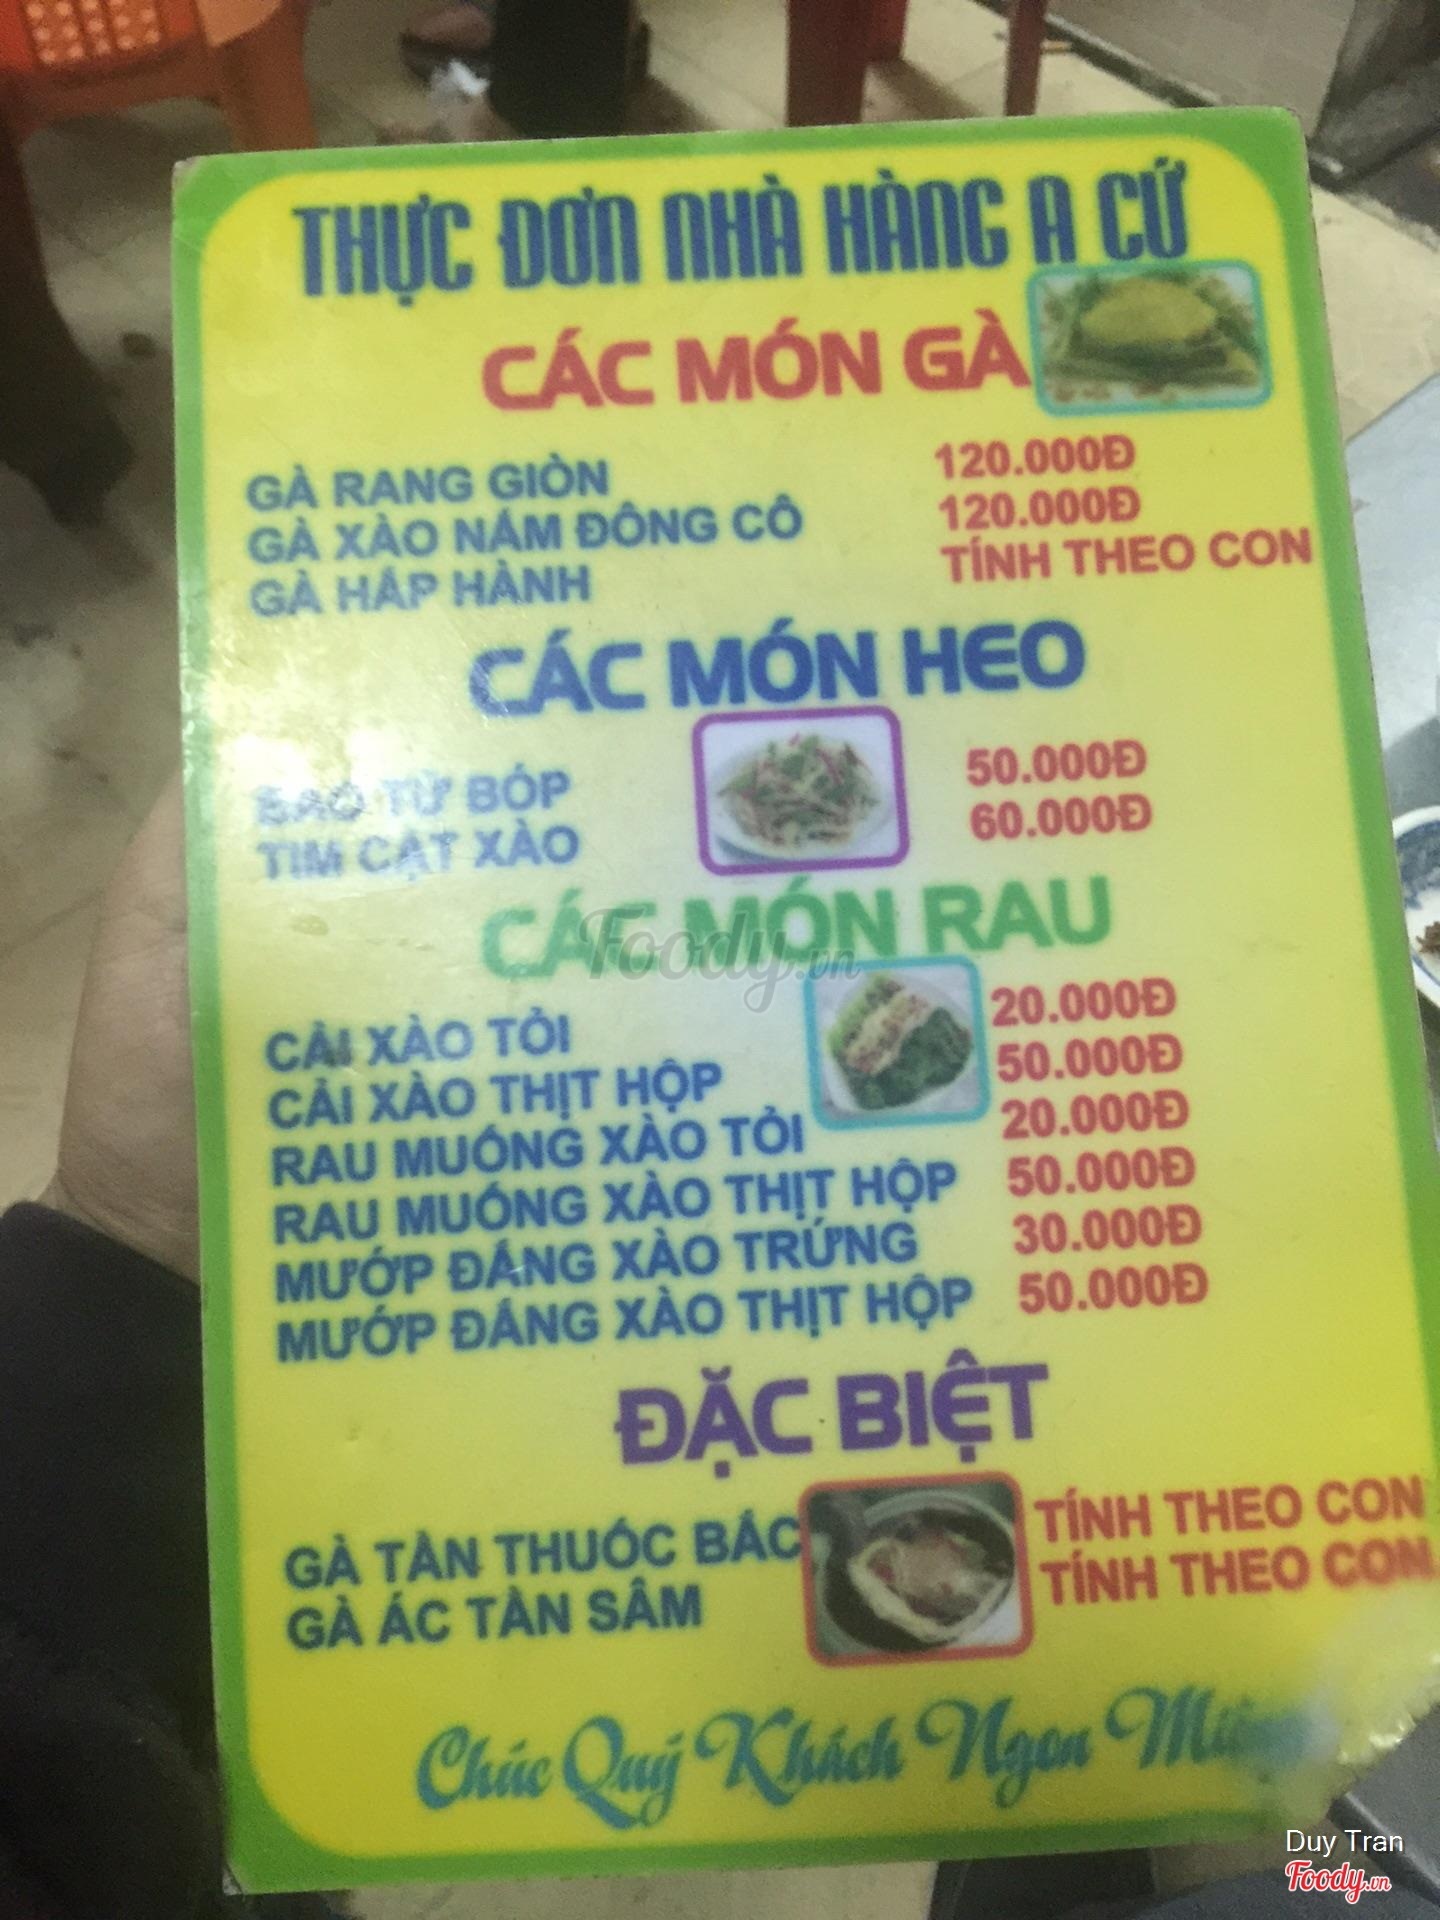 THỰC ĐƠN NHÀ HÀNG A CỨ
CÁC MÓN GÀ
GÀ RANG GIÒN 120.000Đ
GÀ XÀO NẤM ĐÔNG CÔ 120.000Đ
GÀ HẤP HÀNH TÍNH THEO CON
CÁC MÓN HEO
BAO TỬ BÓP 50.000Đ
TIM CẬT XÀO 60.000Đ
CÁC MÓN RAU
CẢI XÀO TỎI 20.000Đ
CẢI XÀO THỊT HỘP 50.000Đ
RAU MUỐNG XÀO TỎI 20.000Đ
RAU MUỐNG XÀO THỊT HỘP 50.000Đ
MƯỚP ĐẮNG XÀO TRỨNG 30.000Đ
MƯỚP ĐẮNG XÀO THỊT HỘP 50.000Đ
ĐẶC BIỆT
GÀ TÀN THUỐC BẮC TÍNH THEO CON
GÀ ÁC TÀN SÂM TÍNH THEO CON
Chúc Quý Khách Ngon Miệng
Foody.vn
Duy Tran
Foody.vn